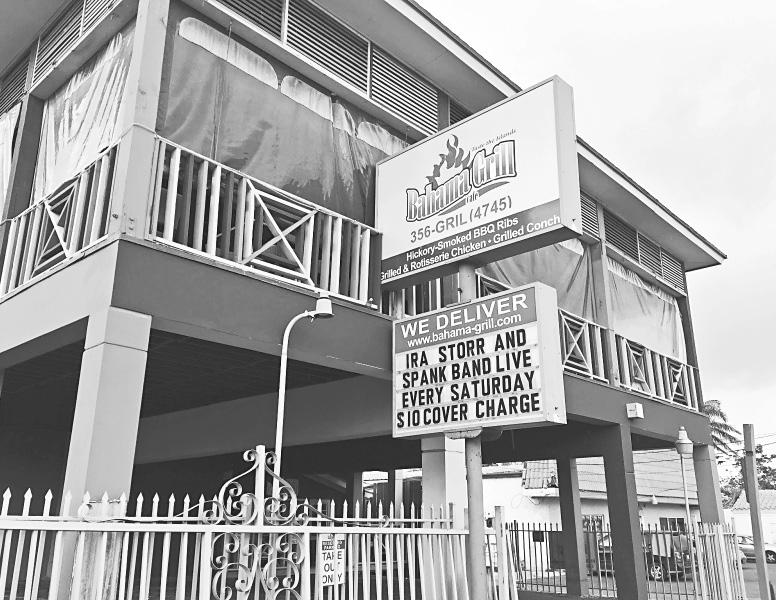 Taste the Islands
Bahama Grill
Cafe
356-GRIL (4745)
Hickory-Smoked BBQ Ribs
Grilled & Rotisserie Chicken • Grilled Conch
WE DELIVER
www.bahama-grill.com
IRA STORR AND
SPANK BAND LIVE
EVERY SATURDAY
$10 COVER CHARGE
TAKE
OUT
ONLY